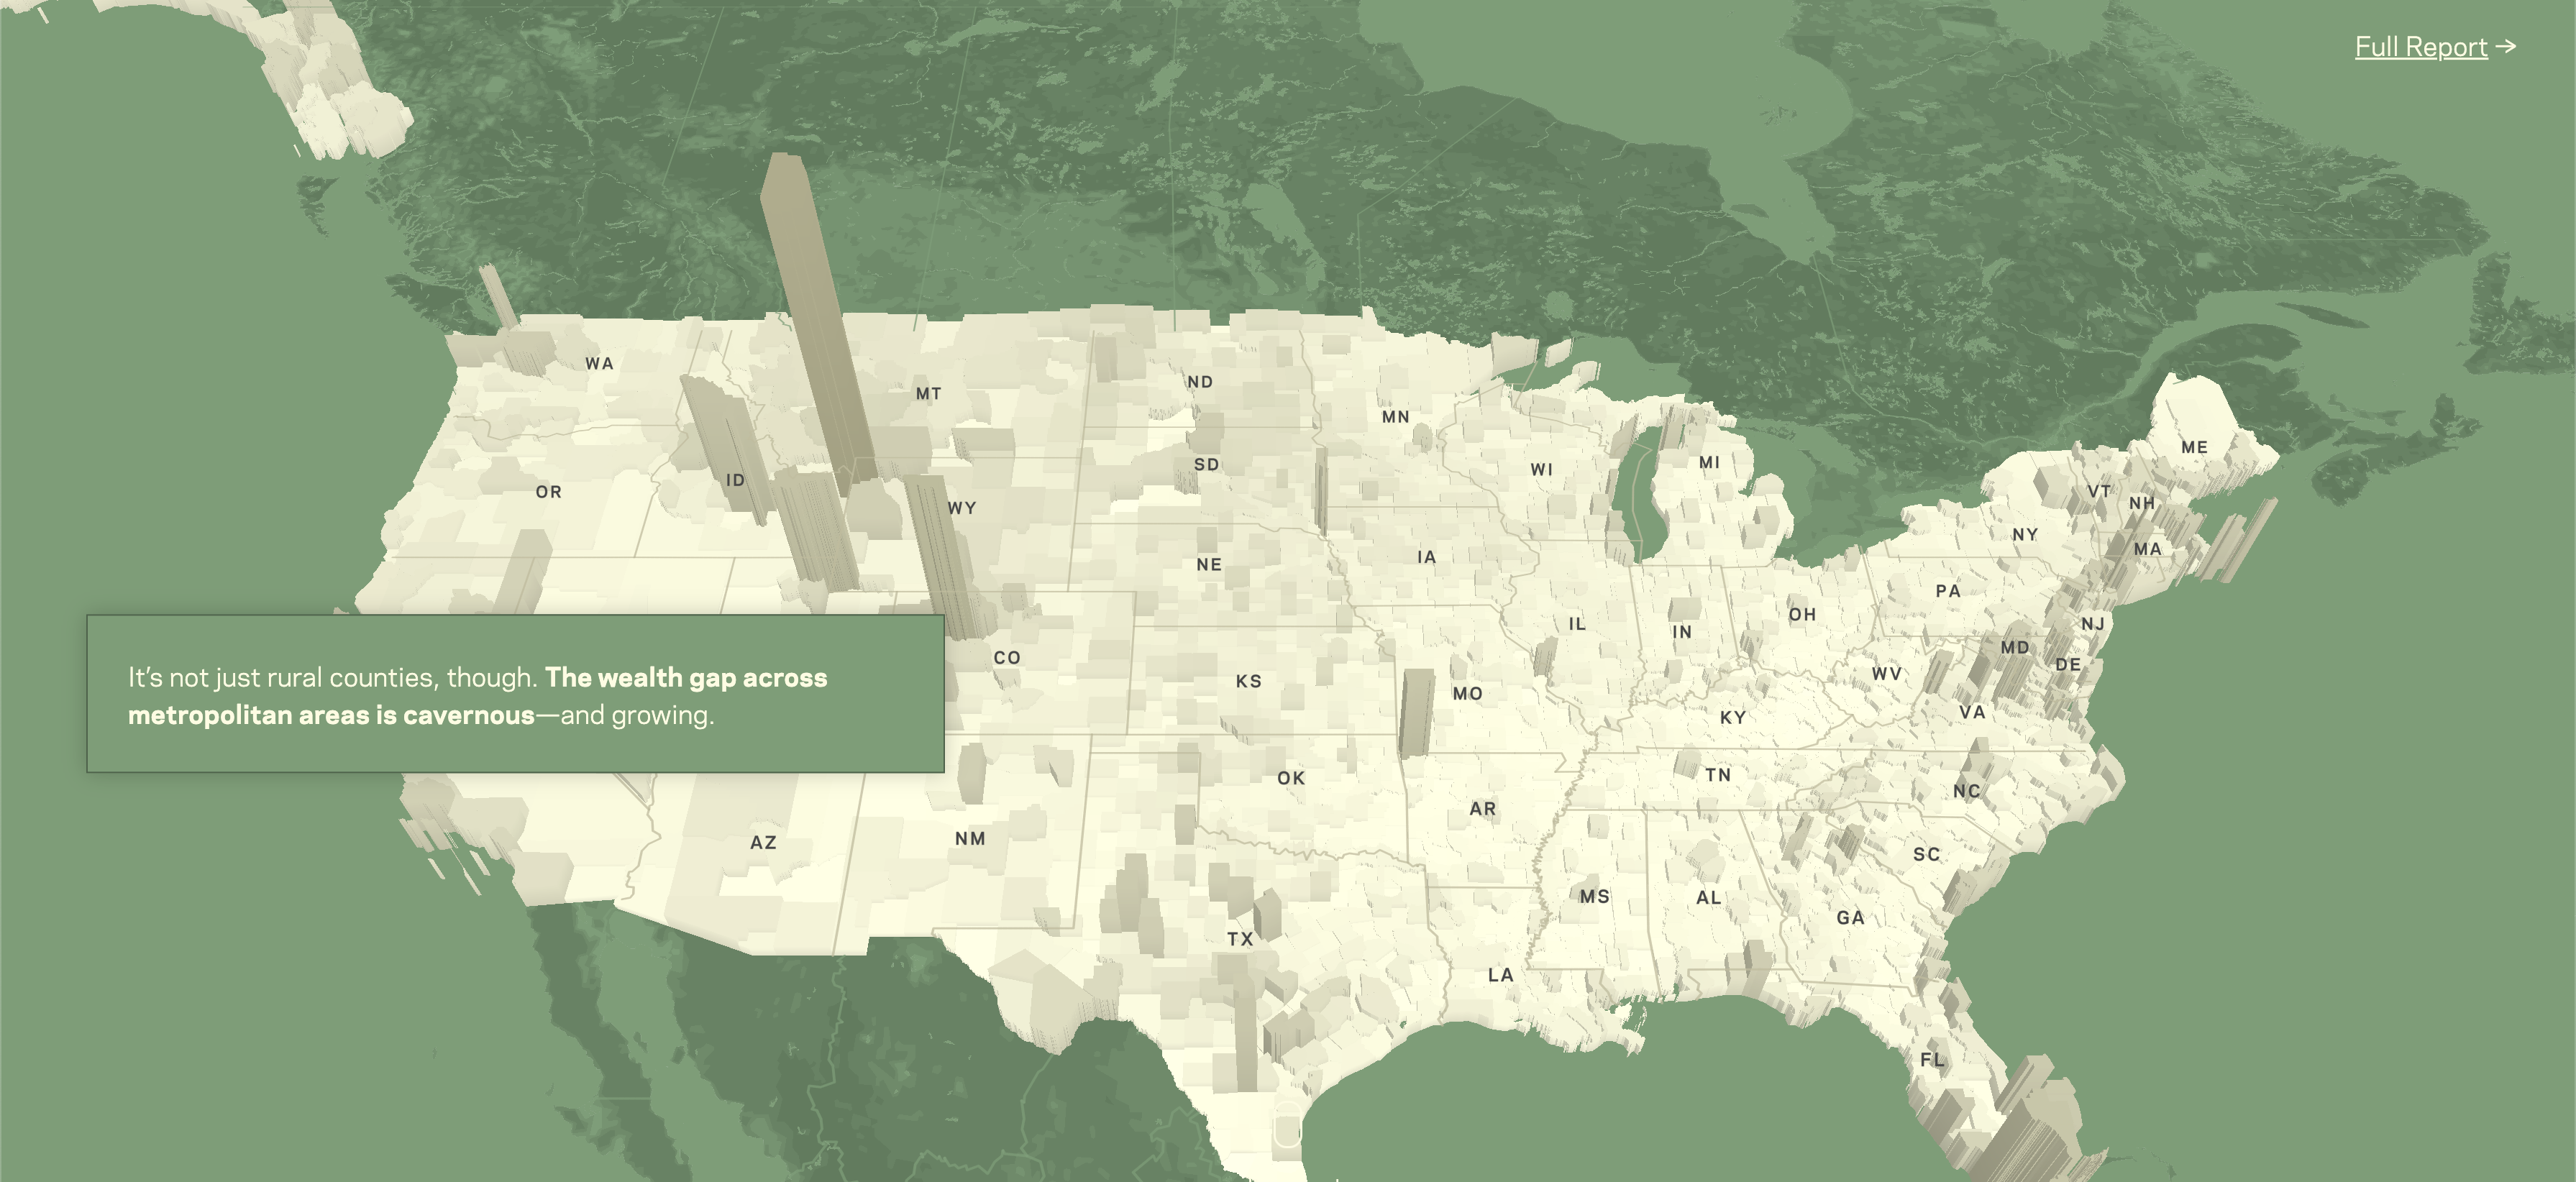 Full Report →
WA
MT
ND
MN
ID
OR
WY
SD
WI
MI
ME
VT
NH
NY
MA
NE
IA
PA
IL
IN
OH
NJ
MD
DE
CO
KS
MO
WV
KY
VA
It's not just rural counties, though. The wealth gap across
metropolitan areas is cavernous—and growing.
OK
TN
NC
AR
AZ
NM
SC
MS
AL
GA
TX
LA
FL